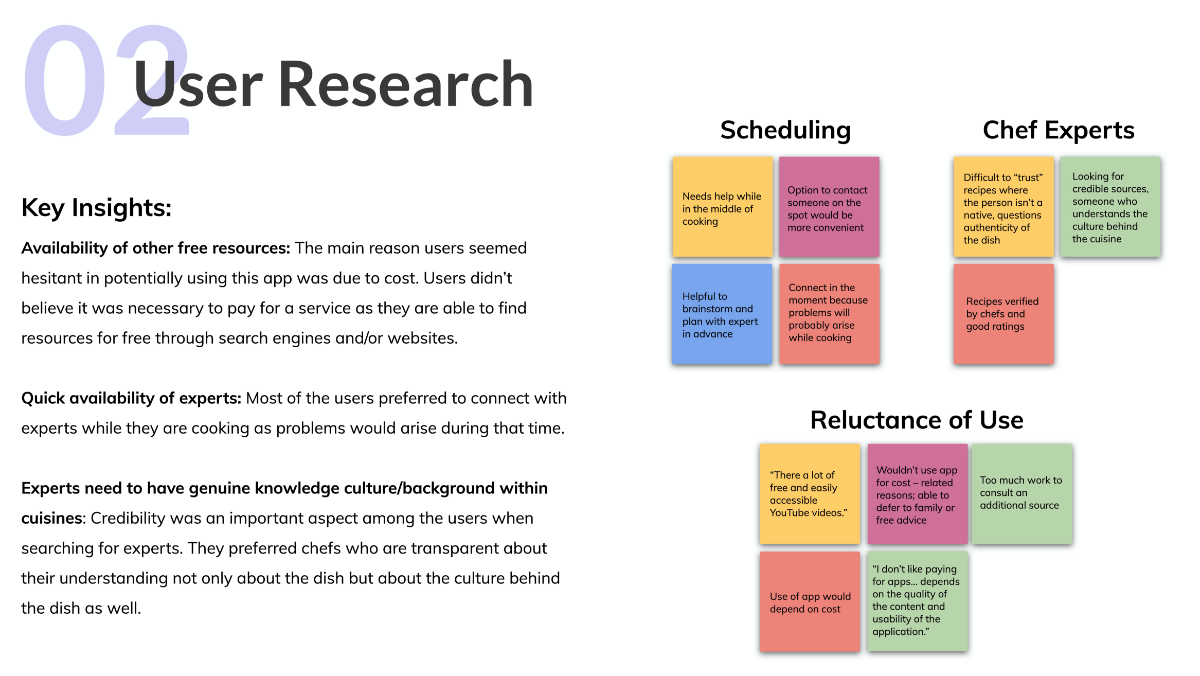 02
User Research
Key Insights:
Availability of other free resources: The main reason users seemed
hesitant in potentially using this app was due to cost. Users didn’t
believe it was necessary to pay for a service as they are able to find
resources for free through search engines and/or websites.
Quick availability of experts: Most of the users preferred to connect with
experts while they are cooking as problems would arise during that time.
Experts need to have genuine knowledge culture/background within
cuisines: Credibility was an important aspect among the users when
searching for experts. They preferred chefs who are transparent about
their understanding not only about the dish but about the culture behind
the dish as well.
Scheduling
Needs help while
in the middle of
cooking
Option to contact
someone on the
spot would be
more convenient
Helpful to
brainstorm and
plan with expert
in advance
Connect in the
moment because
problems will
probably arise
while cooking
Chef Experts
Difficult to “trust”
recipes where
the person isn’t a
native, questions
authenticity of
the dish
Looking for
credible sources,
someone who
understands the
culture behind
the cuisine
Recipes verified
by chefs and
good ratings
Reluctance of Use
“There a lot of
free and easily
accessible
YouTube videos.”
Wouldn’t use app
for cost – related
reasons; able to
defer to family or
free advice
Too much work to
consult an
additional source
Use of app would
depend on cost
“I don’t like paying
for apps... depends
on the quality of
the content and
usability of the
application.”